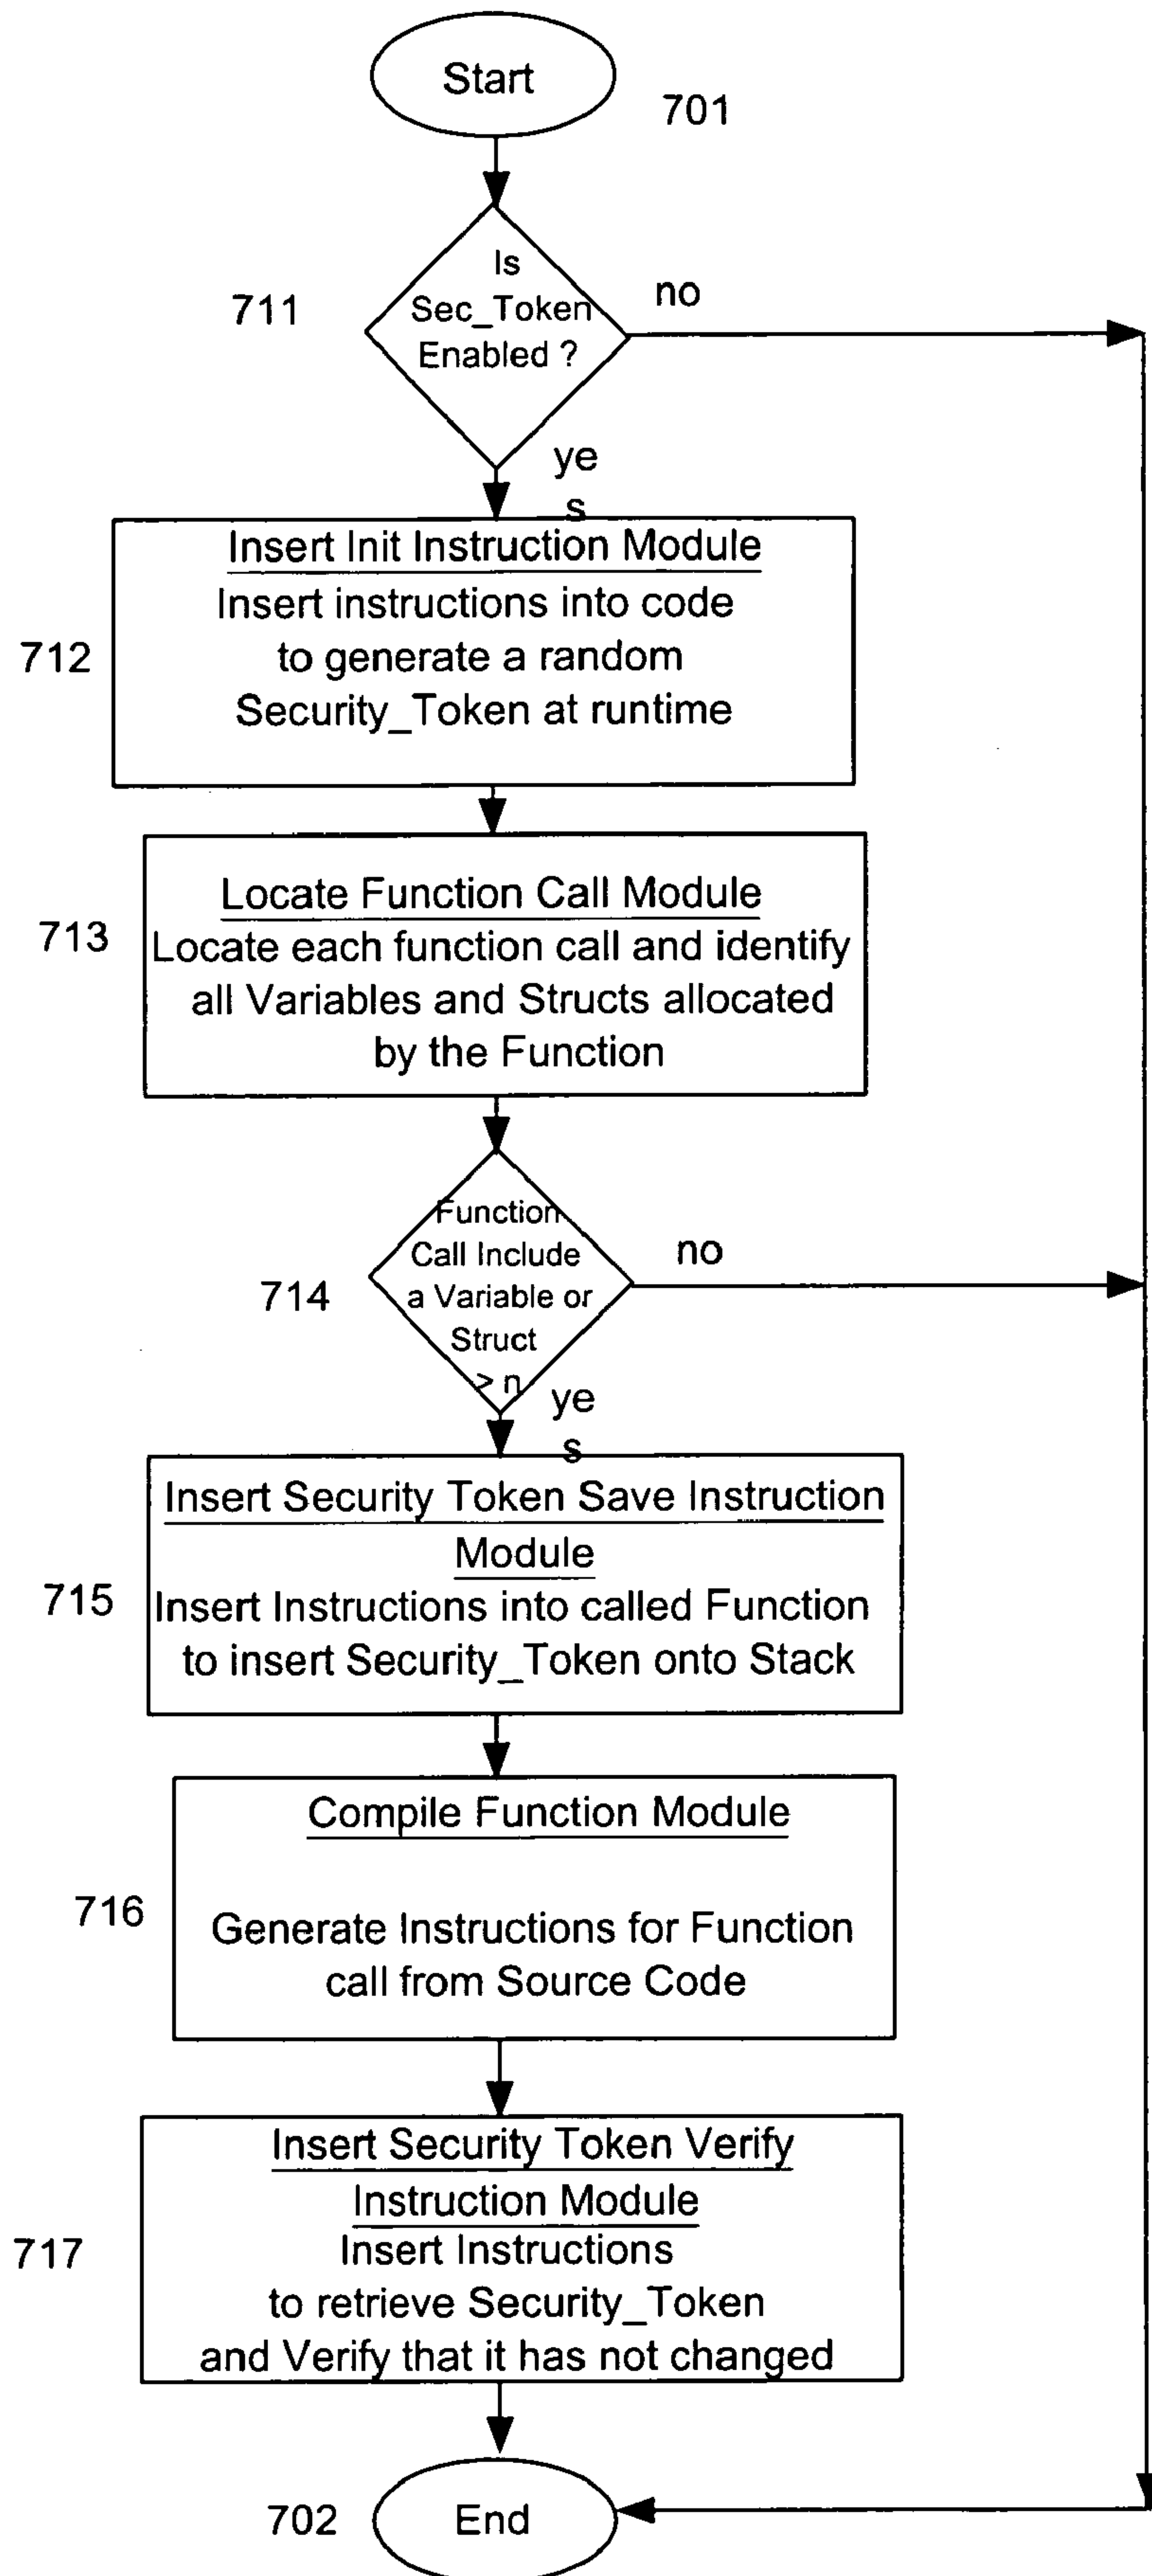 Start
701
Is
Sec_Token
Enabled ?
711
no
ye
s
Insert Init Instruction Module
Insert instructions into code
to generate a random
Security_Token at runtime
712
Locate Function Call Module
Locate each function call and identify
all Variables and Structs allocated
by the Function
713
Function
Call Include
a Variable or
Struct
> n
714
no
ye
s
Insert Security Token Save Instruction
Module
Insert Instructions into called Function
to insert Security_Token onto Stack
715
Compile Function Module
Generate Instructions for Function
call from Source Code
716
Insert Security Token Verify
Instruction Module
Insert Instructions
to retrieve Security_Token
and Verify that it has not changed
717
702
End